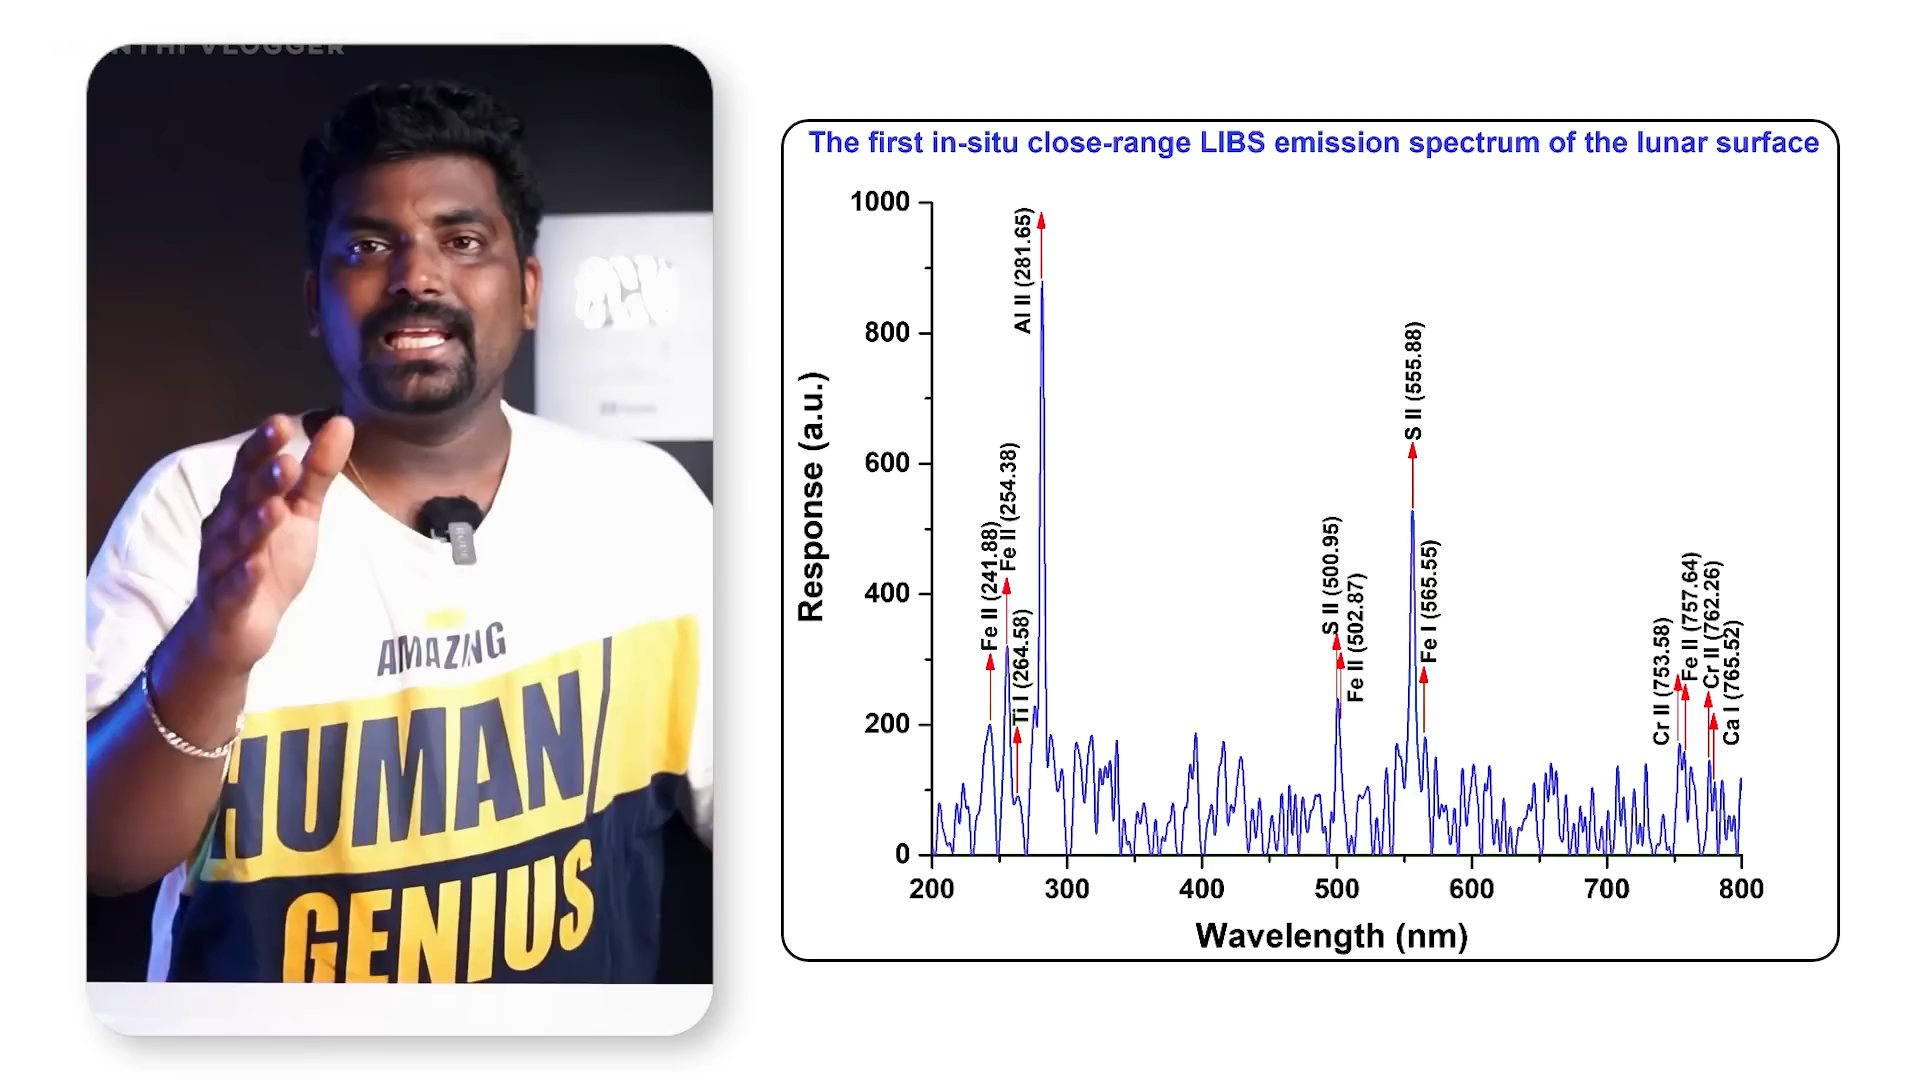 VLOGGER
AMAZING
HUMAN/
GENIUS
The first in-situ close-range LIBS emission spectrum of the lunar surface
Response (a.u.)
1000
800
600
400
200
0
Fe II (241.88)
Fe II (254.38)
Ti I (264.58)
Al II (281.65)
S II (500.95)
Fe II (502.87)
S II (555.88)
Fe I (565.55)
Cr II (753.58)
Fe II (757.64)
Cr II (762.26)
Ca I (765.52)
200 300 400 500 600 700 800
Wavelength (nm)